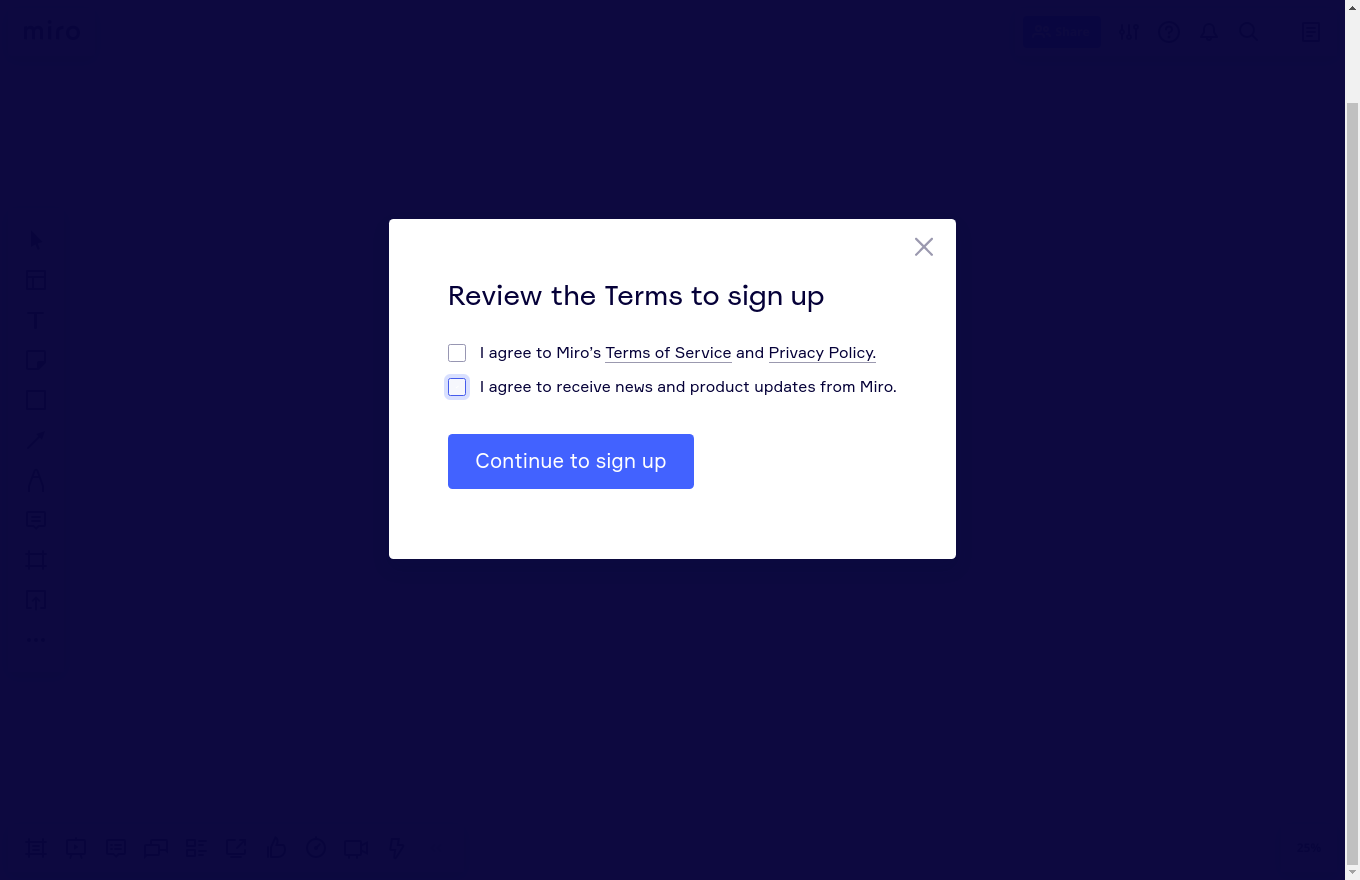 miro
Review the Terms to sign up
I agree to Miro’s Terms of Service and Privacy Policy.
I agree to receive news and product updates from Miro.
Continue to sign up